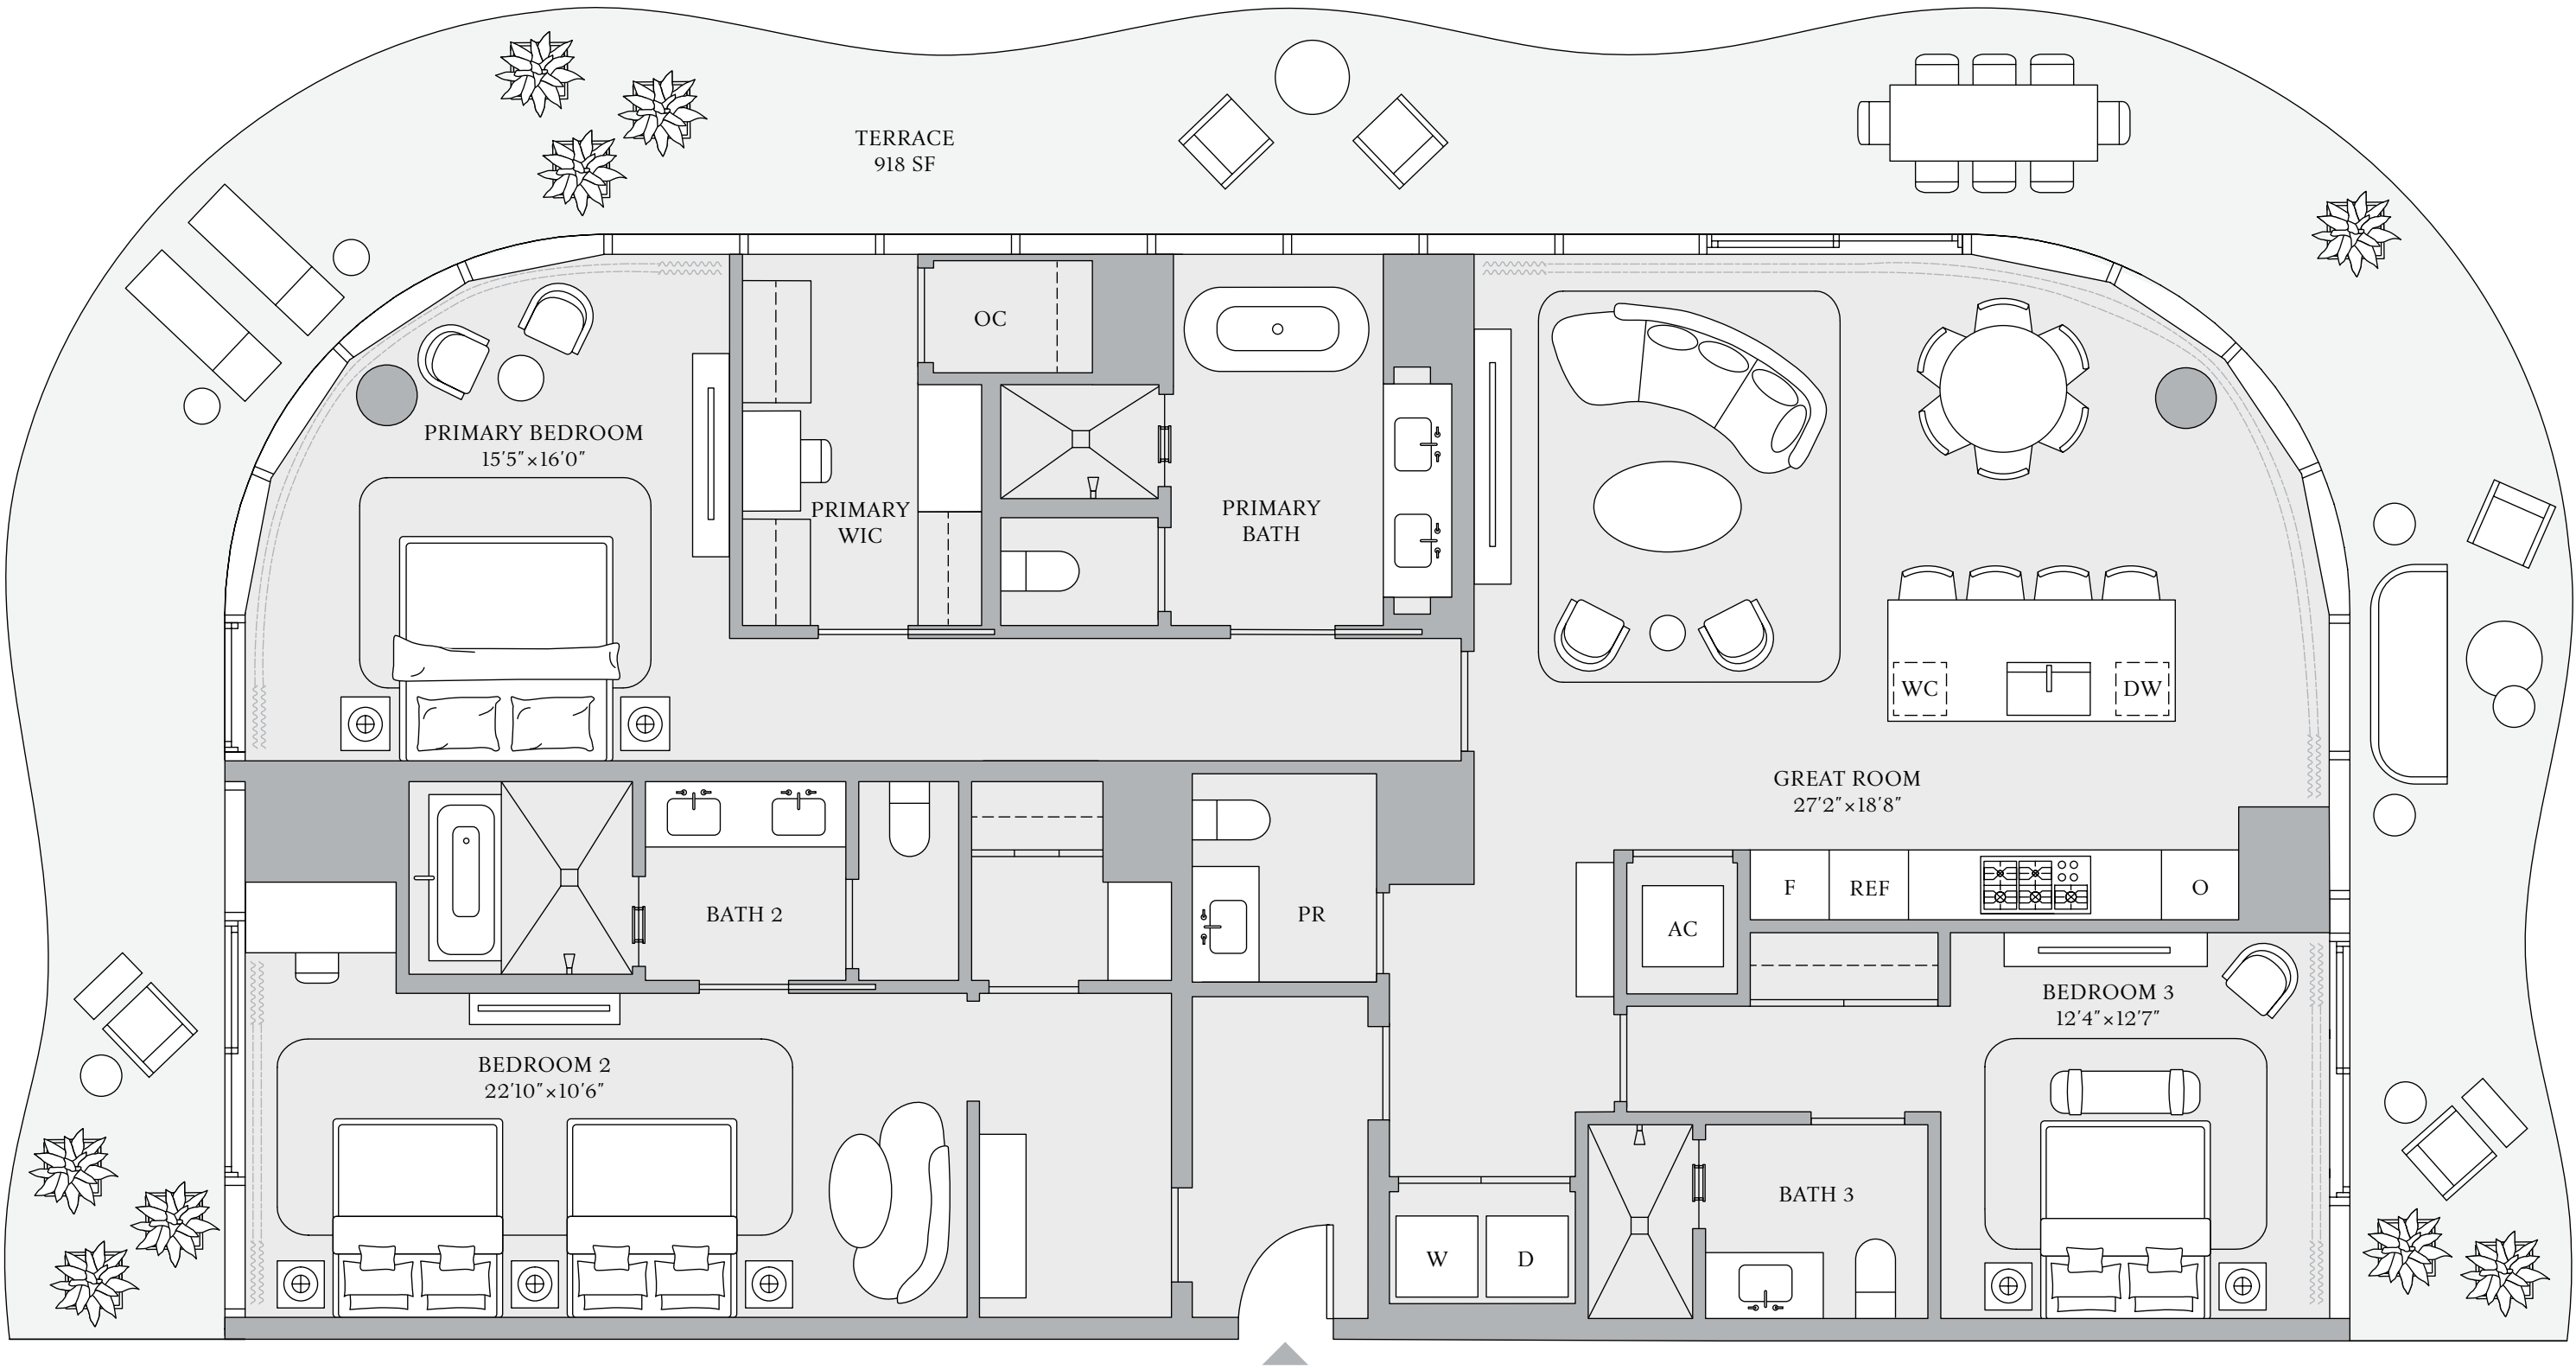 TERRACE
918 SF
OC
PRIMARY BEDROOM
15'5"×16'0"
PRIMARY
WIC
PRIMARY
BATH
WC
DW
GREAT ROOM
27'2"×18'8"
F
REF
O
BATH 2
PR
AC
BEDROOM 3
12'4"×12'7"
BEDROOM 2
22'10"×10'6"
BATH 3
W
D